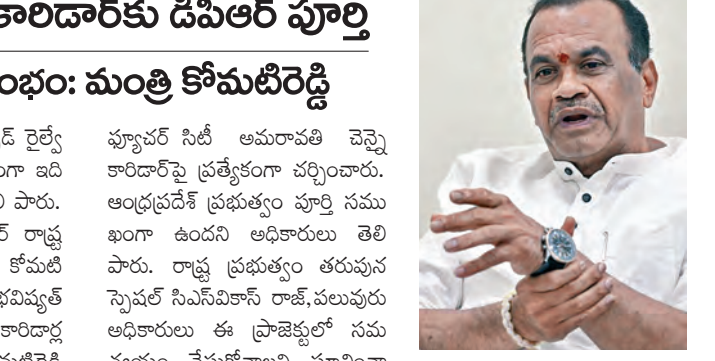 కారిడార్‌కు డీపీఆర్ పూర్తి
ంభం: మంత్రి కోమటిరెడ్డి
డ్ రైల్వే
గా ఇది
పారు.
ర్ రాష్ట్ర
కోమటి
భవిష్యత్
కారిడార్ల
ఫ్యూచర్ సిటీ అమరావతి చెన్నై
కారిడార్‌పై ప్రత్యేకంగా చర్చించారు.
ఆంధ్రప్రదేశ్ ప్రభుత్వం పూర్తి సము
ఖంగా ఉందని అధికారులు తెలి
పారు. రాష్ట్ర ప్రభుత్వం తరుపున
స్పెషల్ సిఎస్‌వికాస్ రాజ్,పలువురు
అధికారులు ఈ ప్రాజెక్టులో సమ